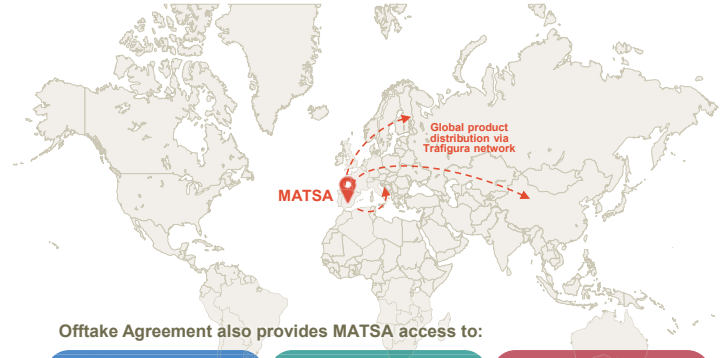 Global product
distribution via
Trafigura network
MATSA
Offtake Agreement also provides MATSA access to: